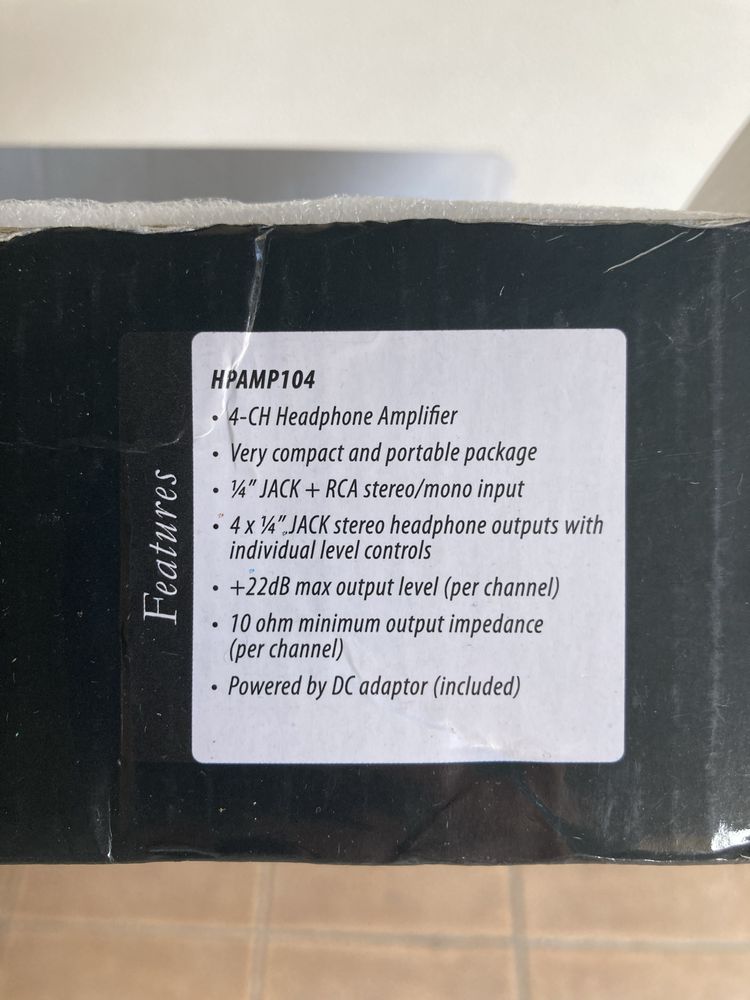 Features
HPAMP104
• 4-CH Headphone Amplifier
• Very compact and portable package
• ¼” JACK + RCA stereo/mono input
• 4 x ¼” JACK stereo headphone outputs with
individual level controls
• +22dB max output level (per channel)
• 10 ohm minimum output impedance
(per channel)
• Powered by DC adaptor (included)